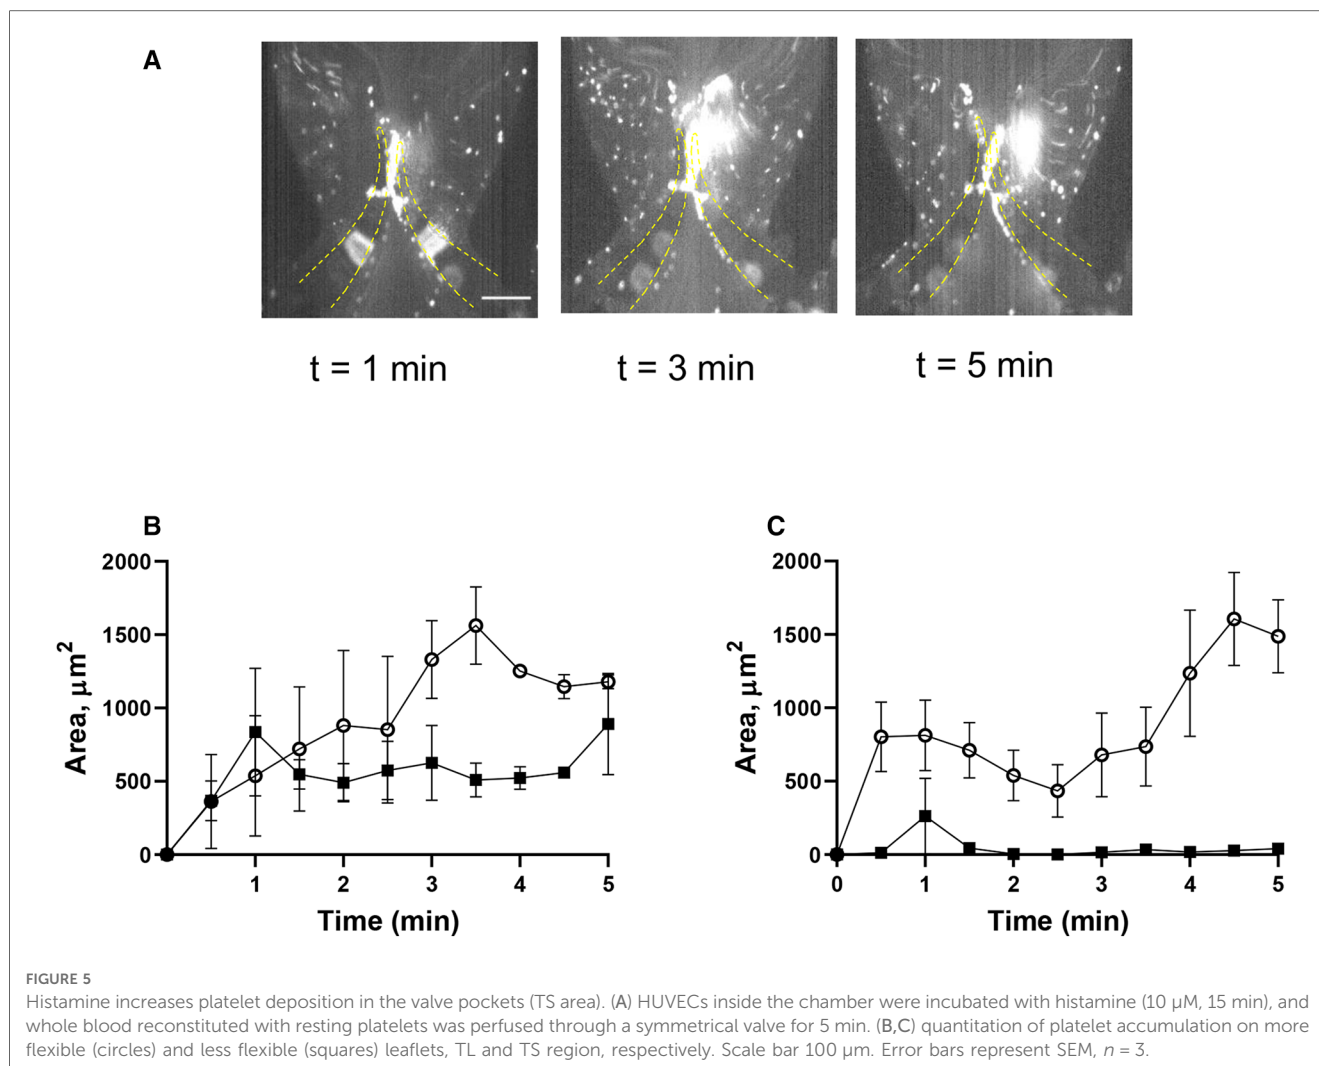 A
t = 1 min
t = 3 min
t = 5 min
B
C
2000
1500
1000
500
0
Area, μm²
1
2
3
4
5
Time (min)
2000
1500
1000
500
0
Area, μm²
0
1
2
3
4
5
Time (min)
FIGURE 5
Histamine increases platelet deposition in the valve pockets (TS area). (A) HUVECs inside the chamber were incubated with histamine (10 μM, 15 min), and
whole blood reconstituted with resting platelets was perfused through a symmetrical valve for 5 min. (B,C) quantitation of platelet accumulation on more
flexible (circles) and less flexible (squares) leaflets, TL and TS region, respectively. Scale bar 100 μm. Error bars represent SEM, n = 3.